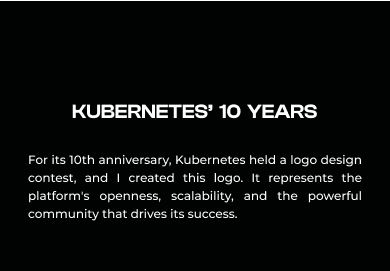 KUBERNETES’ 10 YEARS
For its 10th anniversary, Kubernetes held a logo design
contest, and I created this logo. It represents the
platform's openness, scalability, and the powerful
community that drives its success.